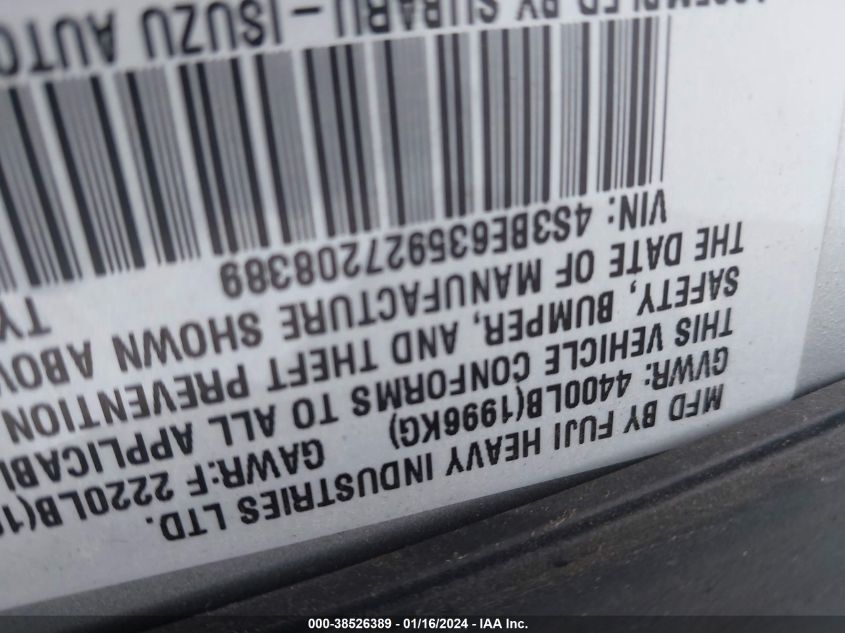 MFD BY FUJI HEAVY INDUSTRIES LTD.
GVWR: 4400LB(1996KG) GAWR:F 2220LB(
THIS VEHICLE CONFORMS TO ALL APPLICABL
SAFETY, BUMPER, AND THEFT PREVENTION
THE DATE OF MANUFACTURE SHOWN ABOV
VIN: 4S3BE635927208389 TY
BY SUBARU-ISUZU AUTO
000-38526389 - 01/16/2024 - IAA Inc.